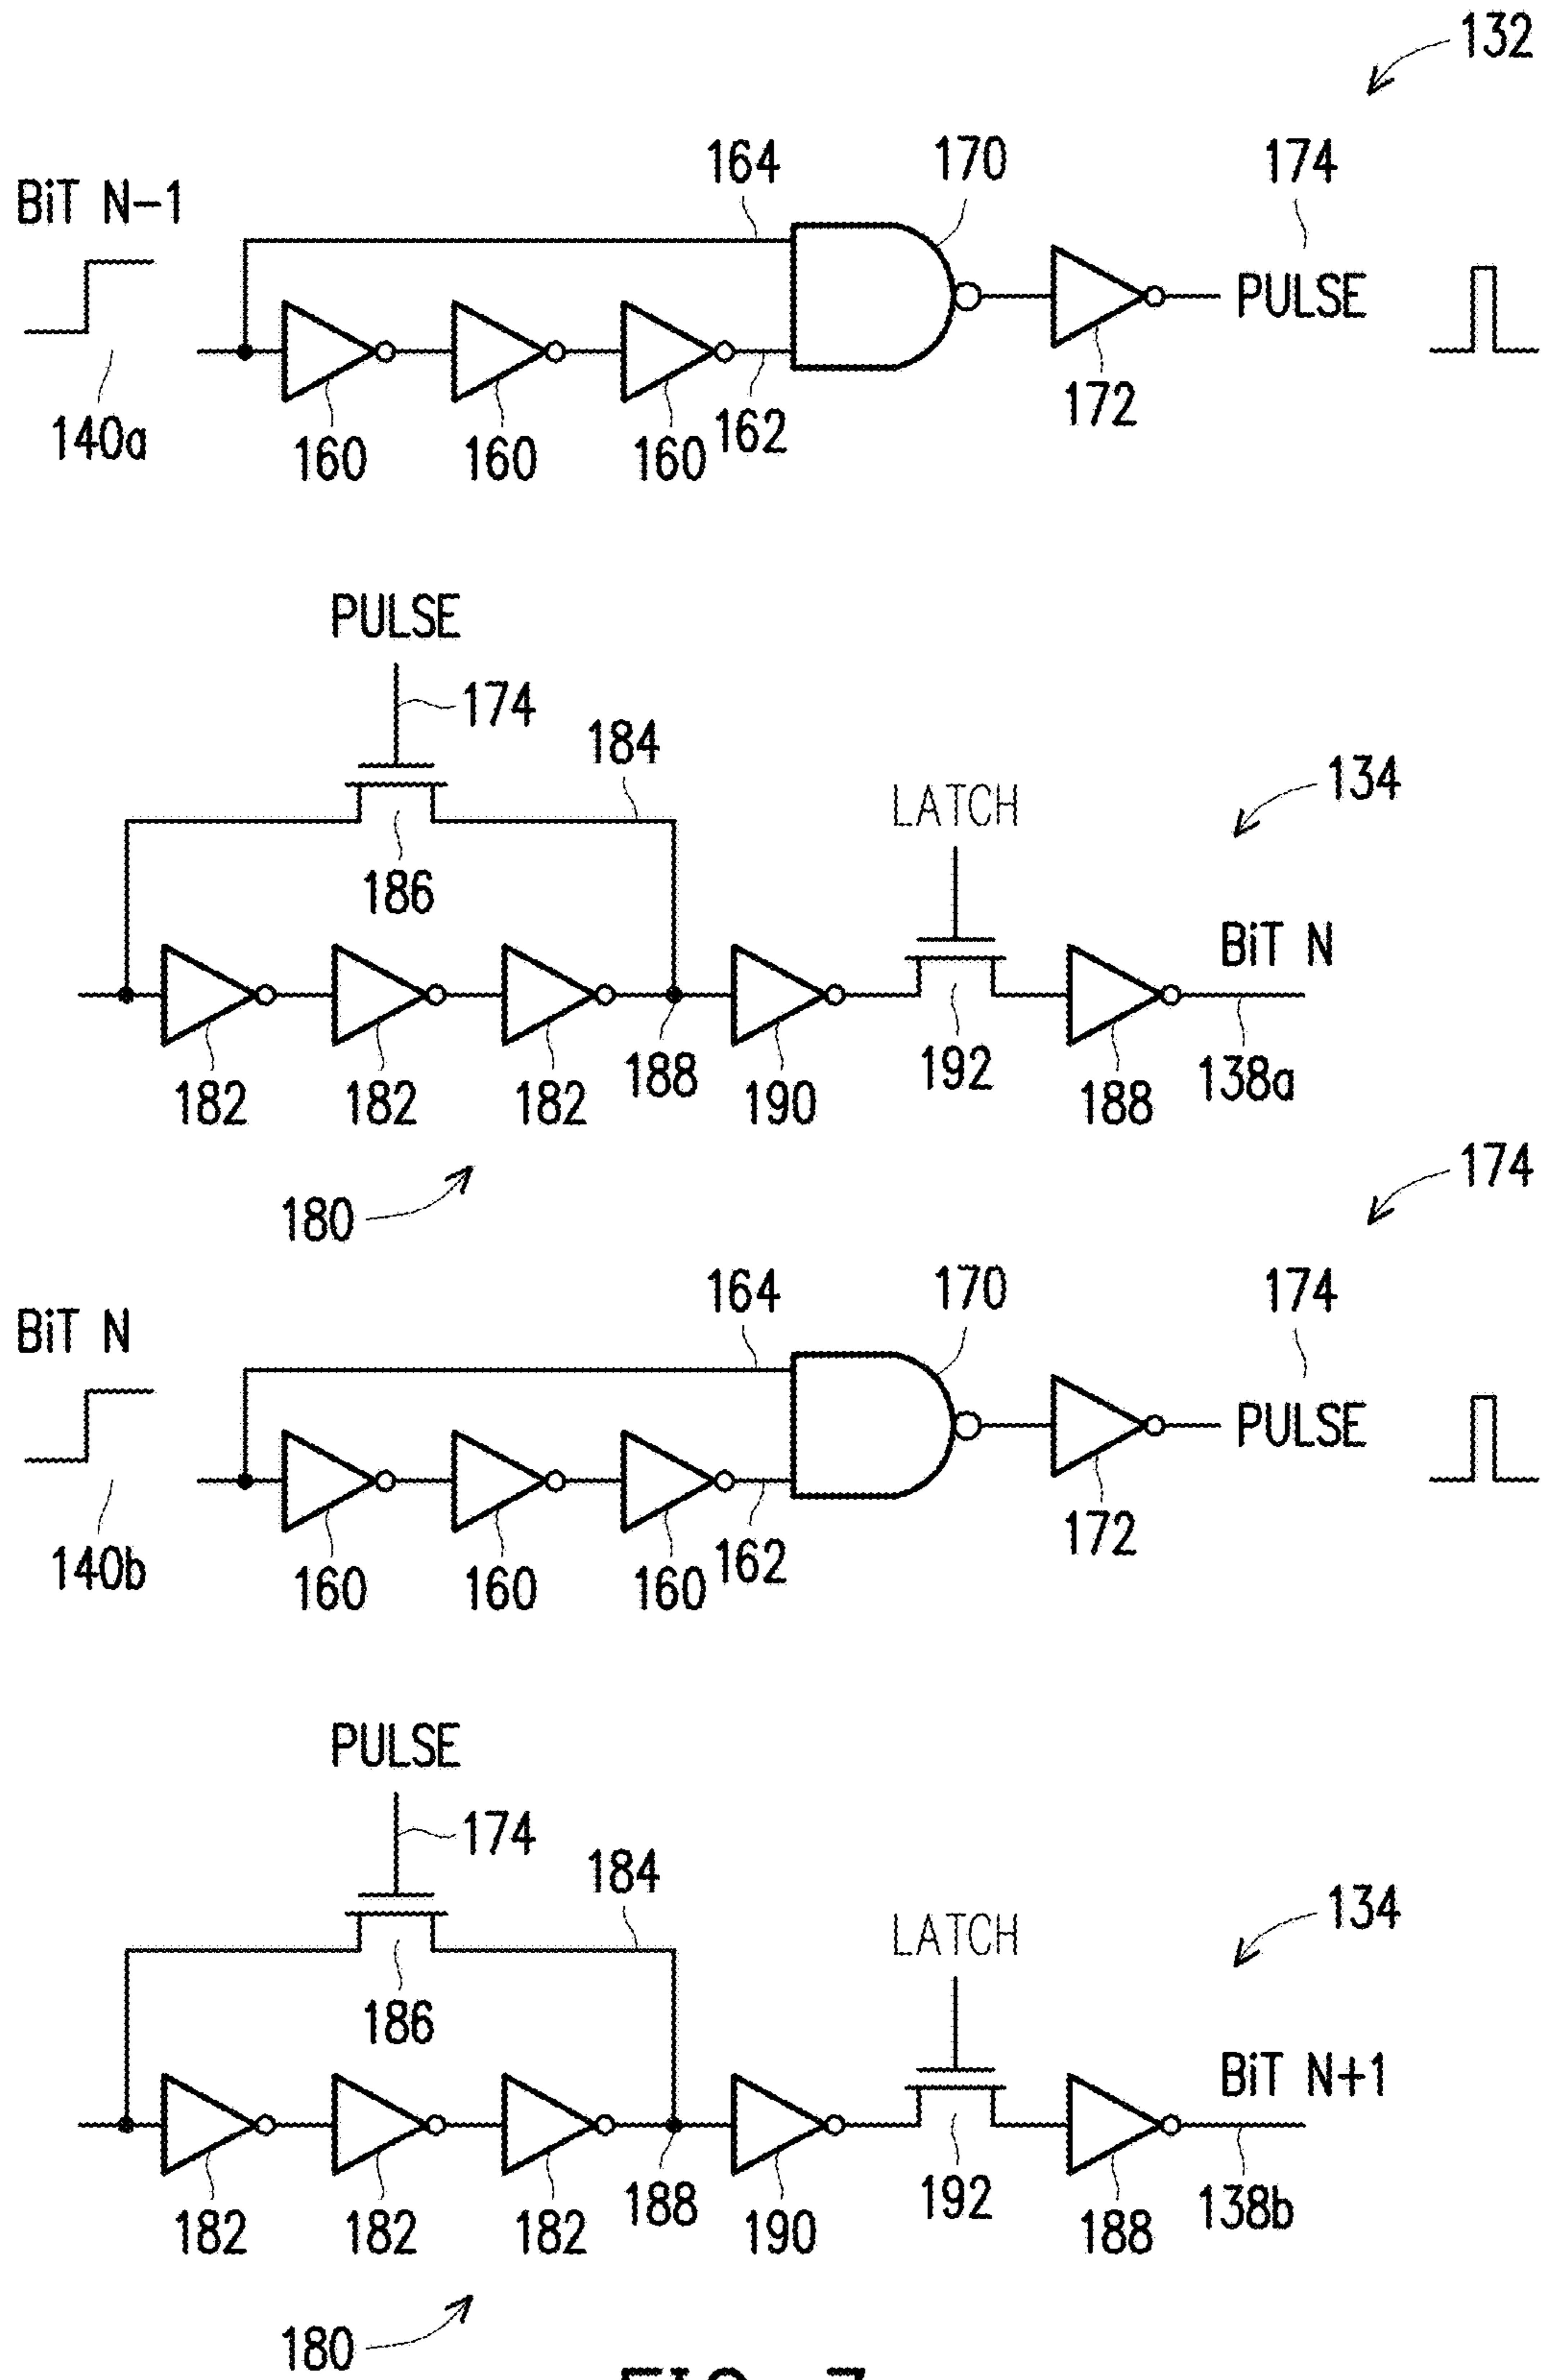 132
164 170 174
BiT N-1
PULSE
140a 160 160 160 162 172
PULSE
174
184
134
LATCH
186
BiT N
182 182 182 188 190 192 188 138a
174
180
164 170 174
BiT N
PULSE
140b 160 160 160 162 172
PULSE
174
184
134
LATCH
186
BiT N+1
182 182 182 188 190 192 188 138b
180